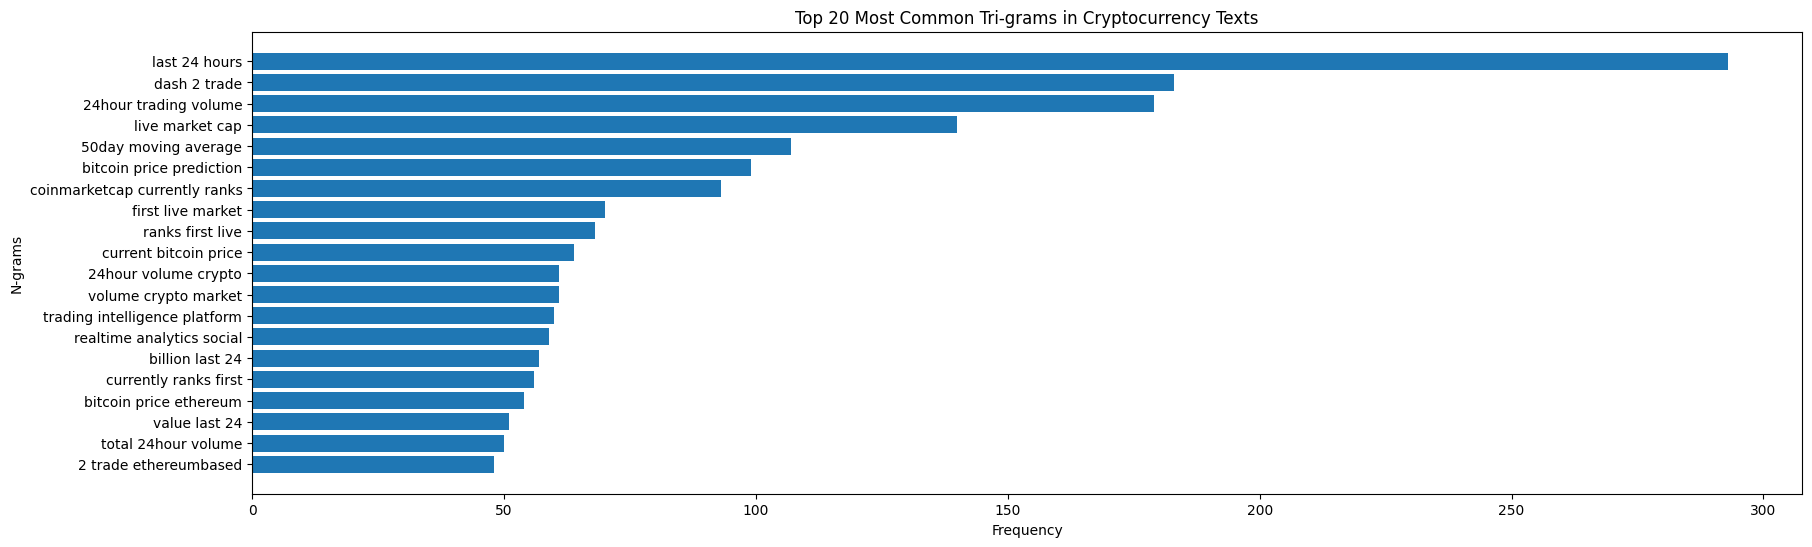 Top 20 Most Common Tri-grams in Cryptocurrency Texts
N-grams
last 24 hours
dash 2 trade
24hour trading volume
live market cap
50day moving average
bitcoin price prediction
coinmarketcap currently ranks
first live market
ranks first live
current bitcoin price
24hour volume crypto
volume crypto market
trading intelligence platform
realtime analytics social
billion last 24
currently ranks first
bitcoin price ethereum
value last 24
total 24hour volume
2 trade ethereumbased
0 50 100 150 200 250 300
Frequency